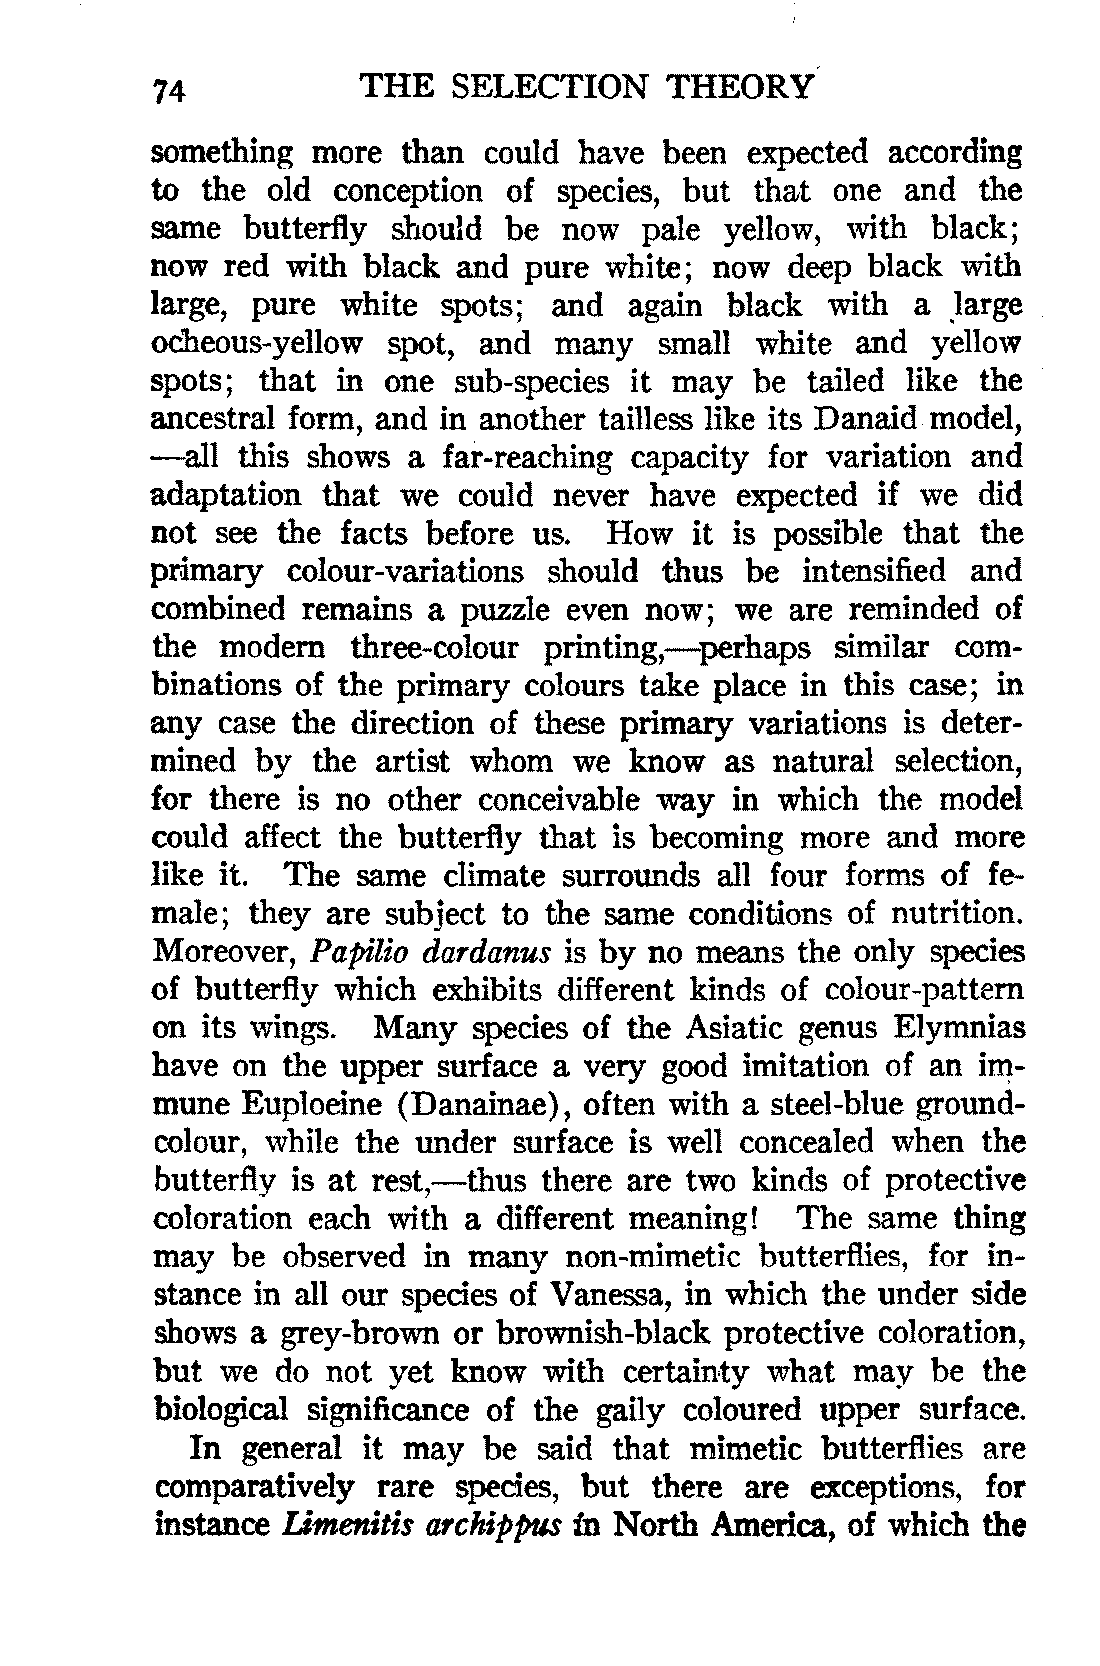 74 THE SELECTION THEORY
something more than could have been expected according
to the old conception of species, but that one and the
same butterfly should be now pale yellow, with black;
now red with black and pure white; now deep black with
large, pure white spots; and again black with a large
ocheous-yellow spot, and many small white and yellow
spots; that in one sub-species it may be tailed like the
ancestral form, and in another tailless like its Danaid model,
—all this shows a far-reaching capacity for variation and
adaptation that we could never have expected if we did
not see the facts before us. How it is possible that the
primary colour-variations should thus be intensified and
combined remains a puzzle even now; we are reminded of
the modern three-colour printing,—perhaps similar com-
binations of the primary colours take place in this case; in
any case the direction of these primary variations is deter-
mined by the artist whom we know as natural selection,
for there is no other conceivable way in which the model
could affect the butterfly that is becoming more and more
like it. The same climate surrounds all four forms of fe-
male; they are subject to the same conditions of nutrition.
Moreover, Papilio dardanus is by no means the only species
of butterfly which exhibits different kinds of colour-pattern
on its wings. Many species of the Asiatic genus Elymnias
have on the upper surface a very good imitation of an im-
mune Euploeine (Danainae), often with a steel-blue ground-
colour, while the under surface is well concealed when the
butterfly is at rest,—thus there are two kinds of protective
coloration each with a different meaning! The same thing
may be observed in many non-mimetic butterflies, for in-
stance in all our species of Vanessa, in which the under side
shows a grey-brown or brownish-black protective coloration,
but we do not yet know with certainty what may be the
biological significance of the gaily coloured upper surface.
In general it may be said that mimetic butterflies are
comparatively rare species, but there are exceptions, for
instance Limenitis archippus in North America, of which the